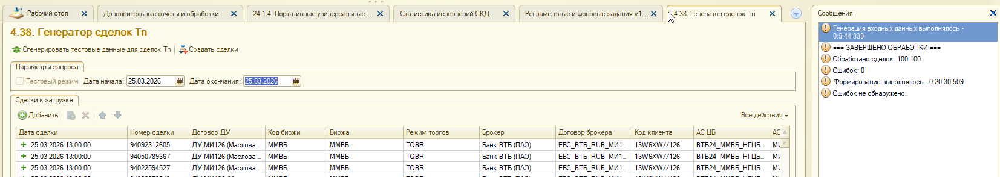 Рабочий стол
Дополнительные отчеты и обработки
24.1.4: Портативные универсальные ...
Статистика исполнений СКД
Регламентные и фоновые задания v1...
4.38: Генератор сделок Tn
Сообщения
4.38: Генератор сделок Tn
Сгенерировать тестовые данные для сделок Tn
Создать сделки
Параметры запроса
Тестовый режим Дата начала: 25.03.2026 Дата окончания: 25.03.2026
Сделки к загрузке
Добавить
Все действия
Дата сделки Номер сделки Договор ДУ Код биржи Биржа Режим торгов Брокер Договор брокера Код клиента АС ЦБ АС
25.03.2026 13:00:00 94092312605 ДУ МИ126 (Маслова ... ММВБ ММВБ TQBR Банк ВТБ (ПАО) ЕБС_ВТБ_RUB_МИ1... 13W6XW//126 ВТБ24_ММВБ_НГЦБ...
25.03.2026 13:00:00 94050789367 ДУ МИ126 (Маслова ... ММВБ ММВБ TQBR Банк ВТБ (ПАО) ЕБС_ВТБ_RUB_МИ1... 13W6XW//126 ВТБ24_ММВБ_НГЦБ...
25.03.2026 13:00:00 94022594527 ДУ МИ126 (Маслова ... ММВБ ММВБ TQBR Банк ВТБ (ПАО) ЕБС_ВТБ_RUB_МИ1... 13W6XW//126 ВТБ24_ММВБ_НГЦБ...
Генерация входных данных выполнялось -
0:9:44,839
=== ЗАВЕРШЕНО ОБРАБОТКИ ===
Обработано сделок: 100 100
Ошибок: 0
Формирование выполнялось - 0:20:30,509
Ошибок не обнаружено.